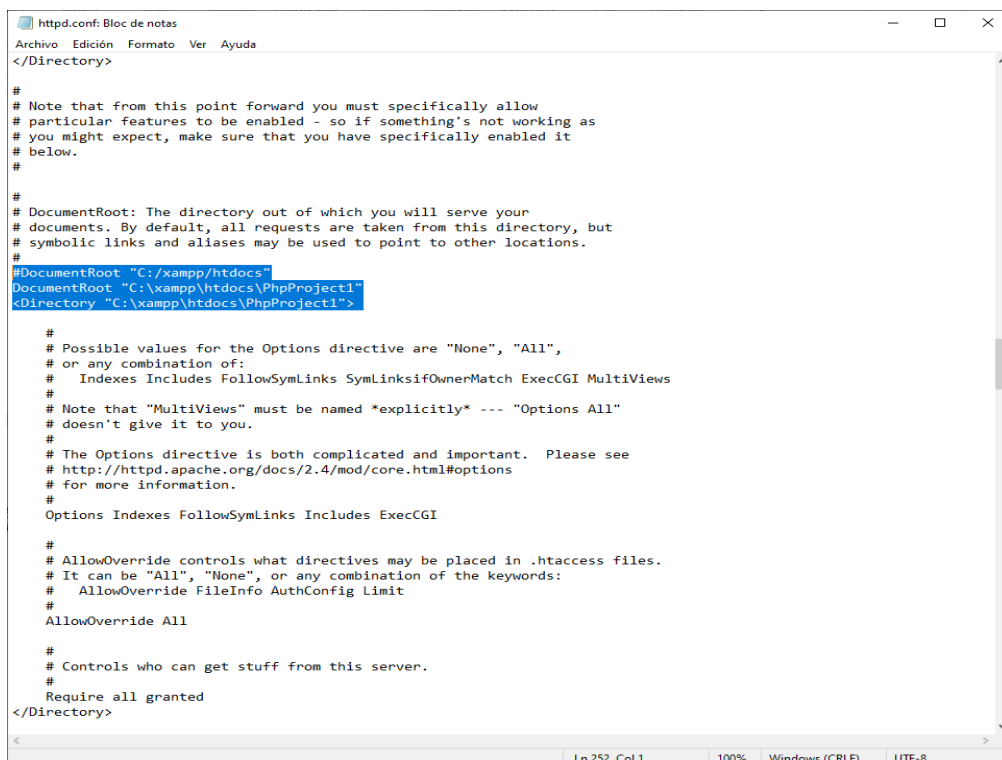 httpd.conf: Bloc de notas
Archivo Edición Formato Ver Ayuda
</Directory>
#
# Note that from this point forward you must specifically allow
# particular features to be enabled - so if something's not working as
# you might expect, make sure that you have specifically enabled it
# below.
#
#
# DocumentRoot: The directory out of which you will serve your
# documents. By default, all requests are taken from this directory, but
# symbolic links and aliases may be used to point to other locations.
#
#DocumentRoot "C:/xampp/htdocs"
DocumentRoot "C:\xampp\htdocs\PhpProject1"
<Directory "C:\xampp\htdocs\PhpProject1">
#
# Possible values for the Options directive are "None", "All",
# or any combination of:
#   Indexes Includes FollowSymLinks SymLinksifOwnerMatch ExecCGI MultiViews
#
# Note that "MultiViews" must be named *explicitly* --- "Options All"
# doesn't give it to you.
#
# The Options directive is both complicated and important.  Please see
# http://httpd.apache.org/docs/2.4/mod/core.html#options
# for more information.
#
Options Indexes FollowSymLinks Includes ExecCGI
#
# AllowOverride controls what directives may be placed in .htaccess files.
# It can be "All", "None", or any combination of the keywords:
#   AllowOverride FileInfo AuthConfig Limit
#
AllowOverride All
#
# Controls who can get stuff from this server.
#
Require all granted
</Directory>
Ln 252, Col 1 100% Windows (CRLF) UTF-8